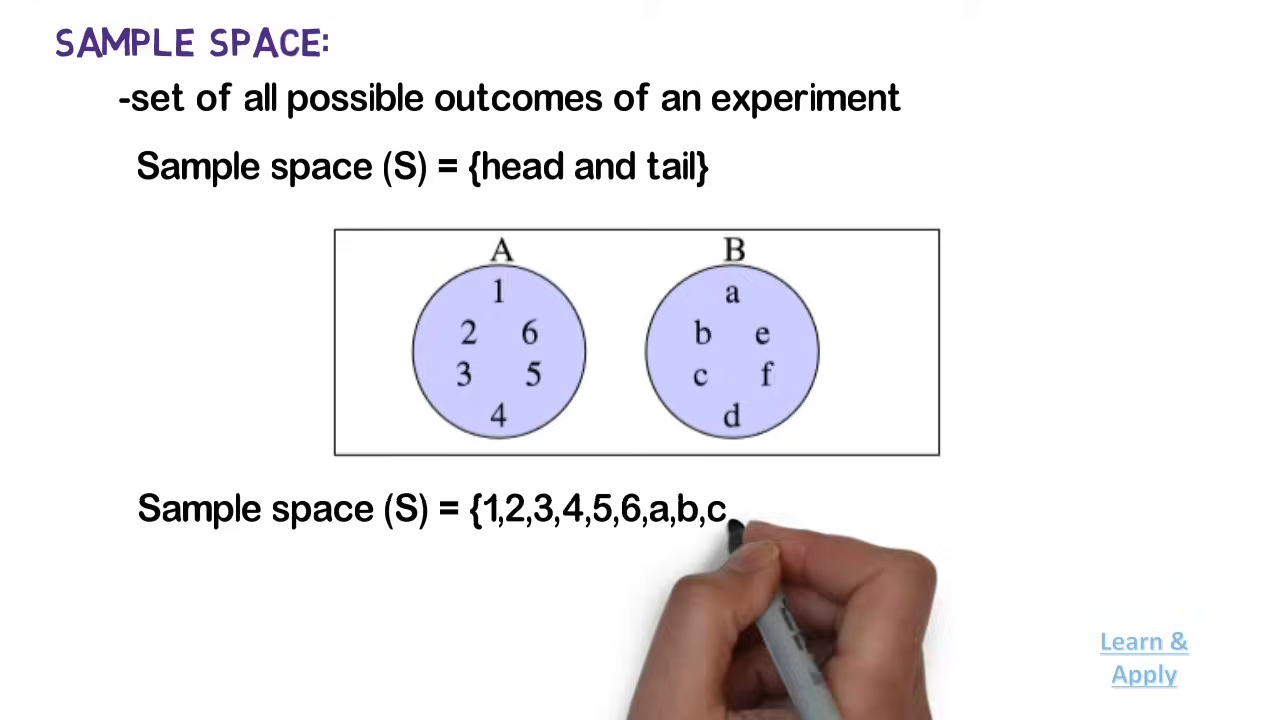 SAMPLE SPACE:
-set of all possible outcomes of an experiment
Sample space (S) = {head and tail}
A B
1 a
2 6 b e
3 5 c f
4 d
Sample space (S) = {1,2,3,4,5,6,a,b,c,
Learn &
Apply